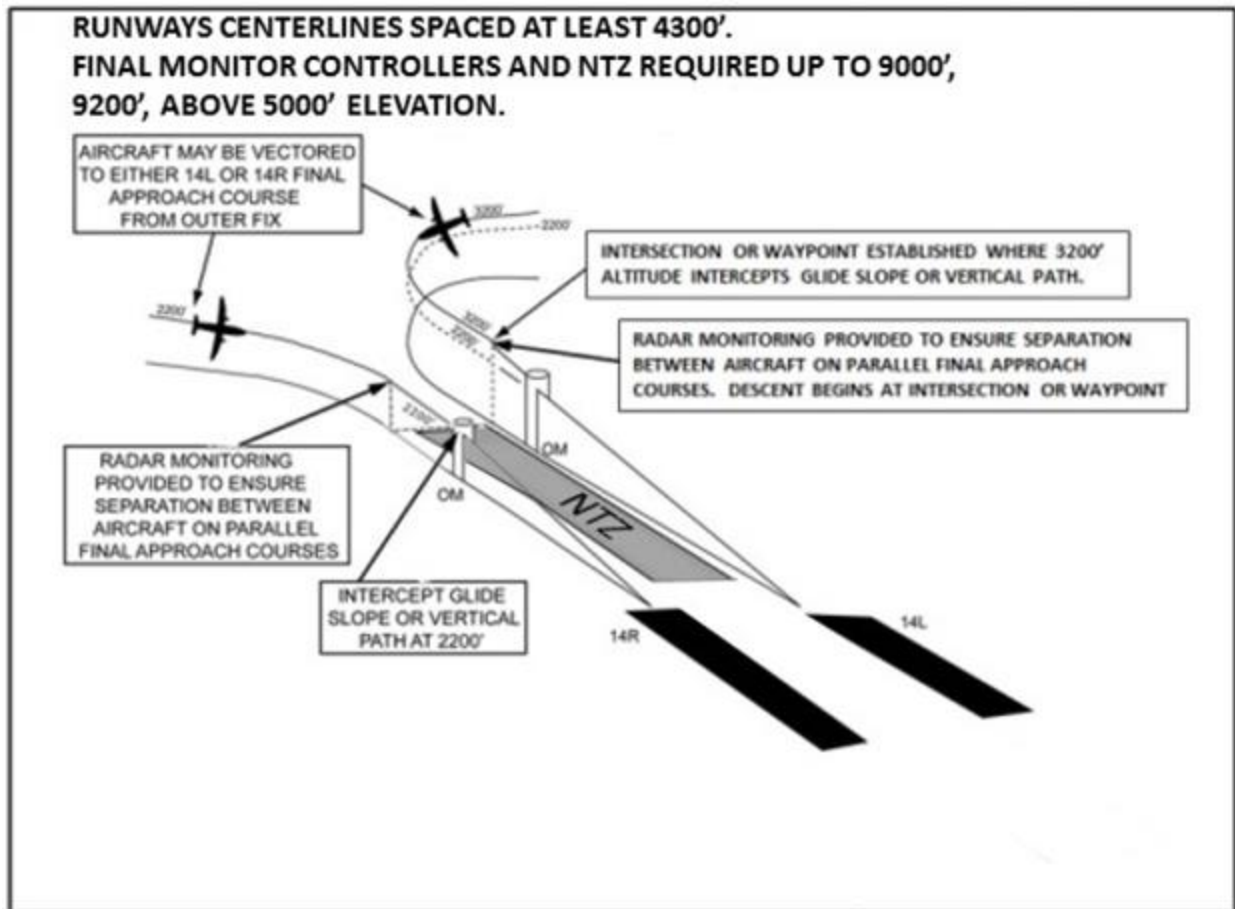 RUNWAYS CENTERLINES SPACED AT LEAST 4300'.
FINAL MONITOR CONTROLLERS AND NTZ REQUIRED UP TO 9000',
9200', ABOVE 5000' ELEVATION.
AIRCRAFT MAY BE VECTORED
TO EITHER 14L OR 14R FINAL
APPROACH COURSE
FROM OUTER FIX
3200'
2200'
INTERSECTION OR WAYPOINT ESTABLISHED WHERE 3200'
ALTITUDE INTERCEPTS GLIDE SLOPE OR VERTICAL PATH.
2200'
3200'
2200'
RADAR MONITORING PROVIDED TO ENSURE SEPARATION
BETWEEN AIRCRAFT ON PARALLEL FINAL APPROACH
COURSES. DESCENT BEGINS AT INTERSECTION OR WAYPOINT
2200'
OM
RADAR MONITORING
PROVIDED TO ENSURE
SEPARATION BETWEEN
AIRCRAFT ON PARALLEL
FINAL APPROACH COURSES
OM
NTZ
INTERCEPT GLIDE
SLOPE OR VERTICAL
PATH AT 2200'
14R
14L